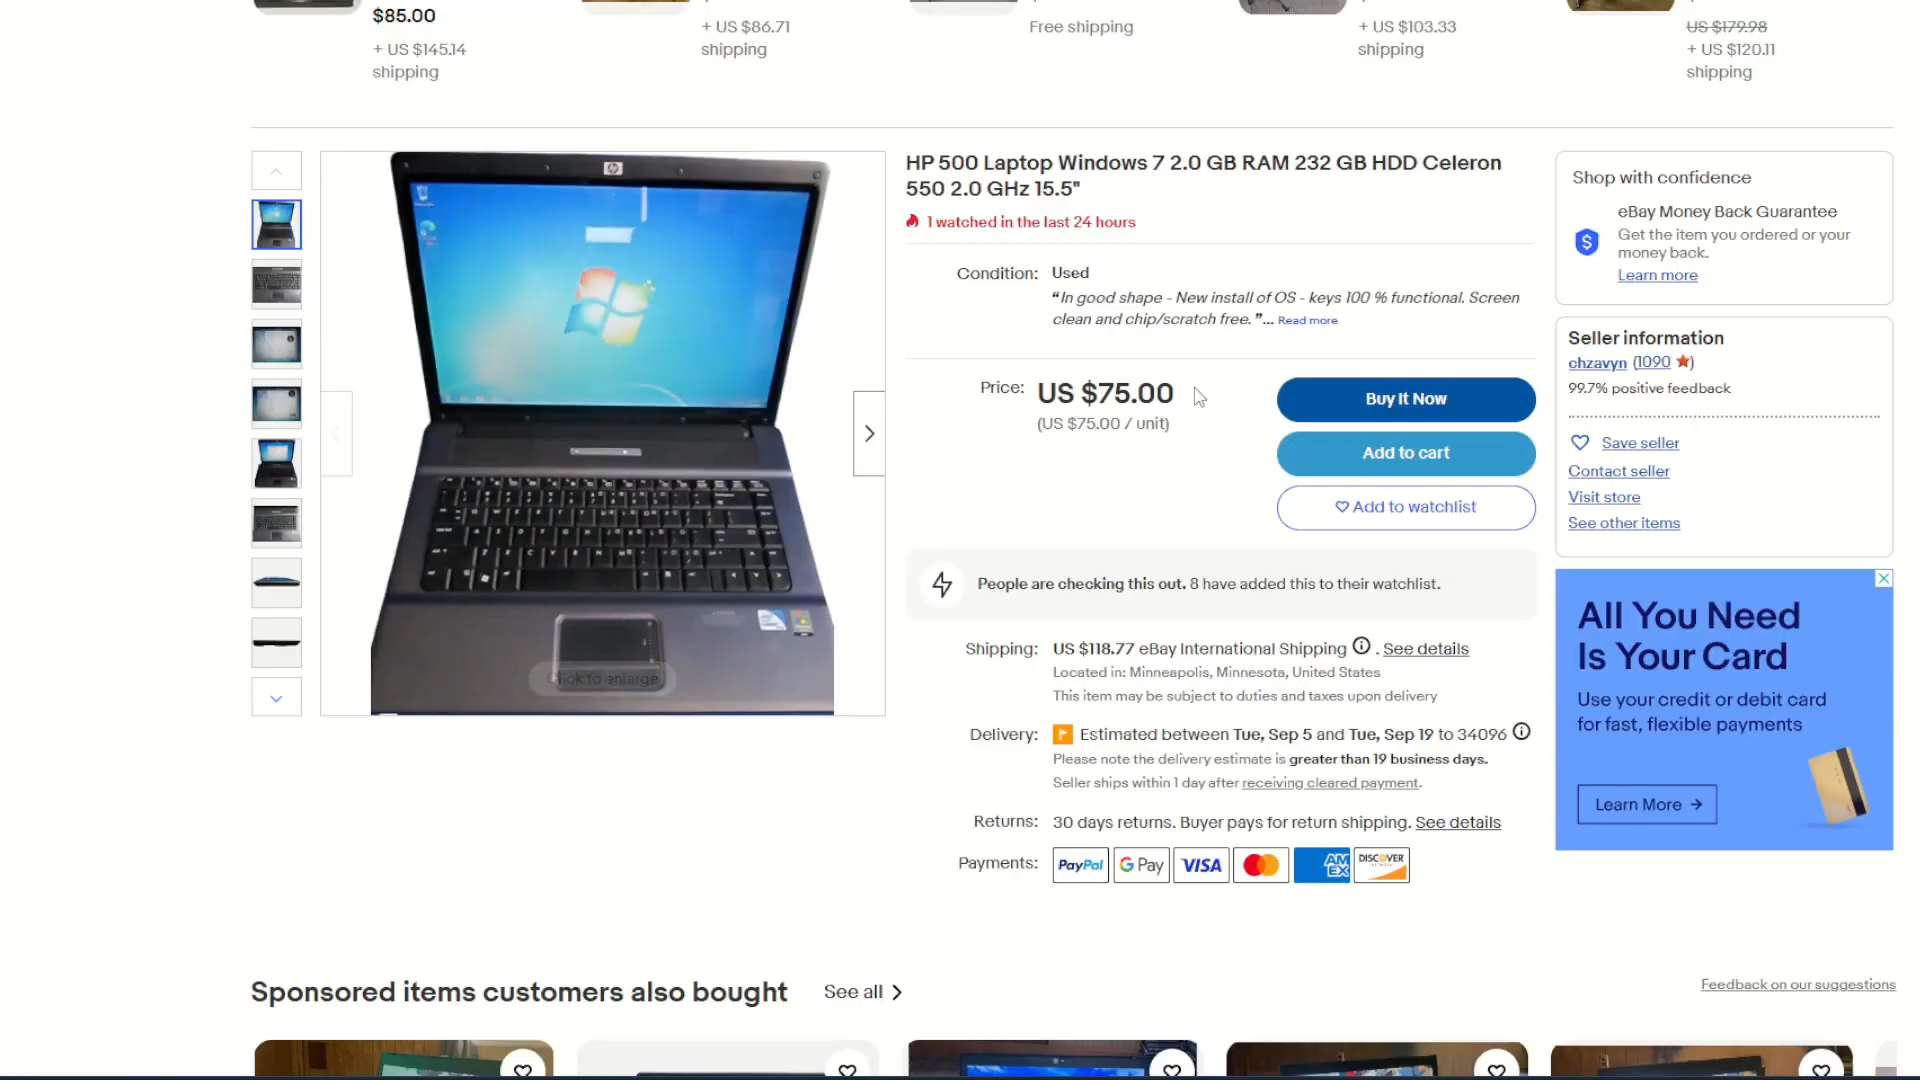 $85.00
+ US $145.14
shipping
+ US $86.71
shipping
Free shipping
+ US $103.33
shipping
US $179.98
+ US $120.11
shipping
HP 500 Laptop Windows 7 2.0 GB RAM 232 GB HDD Celeron
550 2.0 GHz 15.5"
1 watched in the last 24 hours
Condition: Used
“In good shape - New install of OS - keys 100 % functional. Screen
clean and chip/scratch free. ”... Read more
Price: US $75.00
(US $75.00 / unit)
Buy It Now
Add to cart
Add to watchlist
People are checking this out. 8 have added this to their watchlist.
Shipping: US $118.77 eBay International Shipping . See details
Located in: Minneapolis, Minnesota, United States
This item may be subject to duties and taxes upon delivery
Delivery: Estimated between Tue, Sep 5 and Tue, Sep 19 to 34096
Please note the delivery estimate is greater than 19 business days.
Seller ships within 1 day after receiving cleared payment.
Returns: 30 days returns. Buyer pays for return shipping. See details
Payments: PayPal G Pay VISA AM EX DISCOVER
Click to enlarge
Shop with confidence
eBay Money Back Guarantee
Get the item you ordered or your
money back.
Learn more
Seller information
chzavyn (1090 )
99.7% positive feedback
Save seller
Contact seller
Visit store
See other items
All You Need
Is Your Card
Use your credit or debit card
for fast, flexible payments
Learn More →
Sponsored items customers also bought See all
Feedback on our suggestions